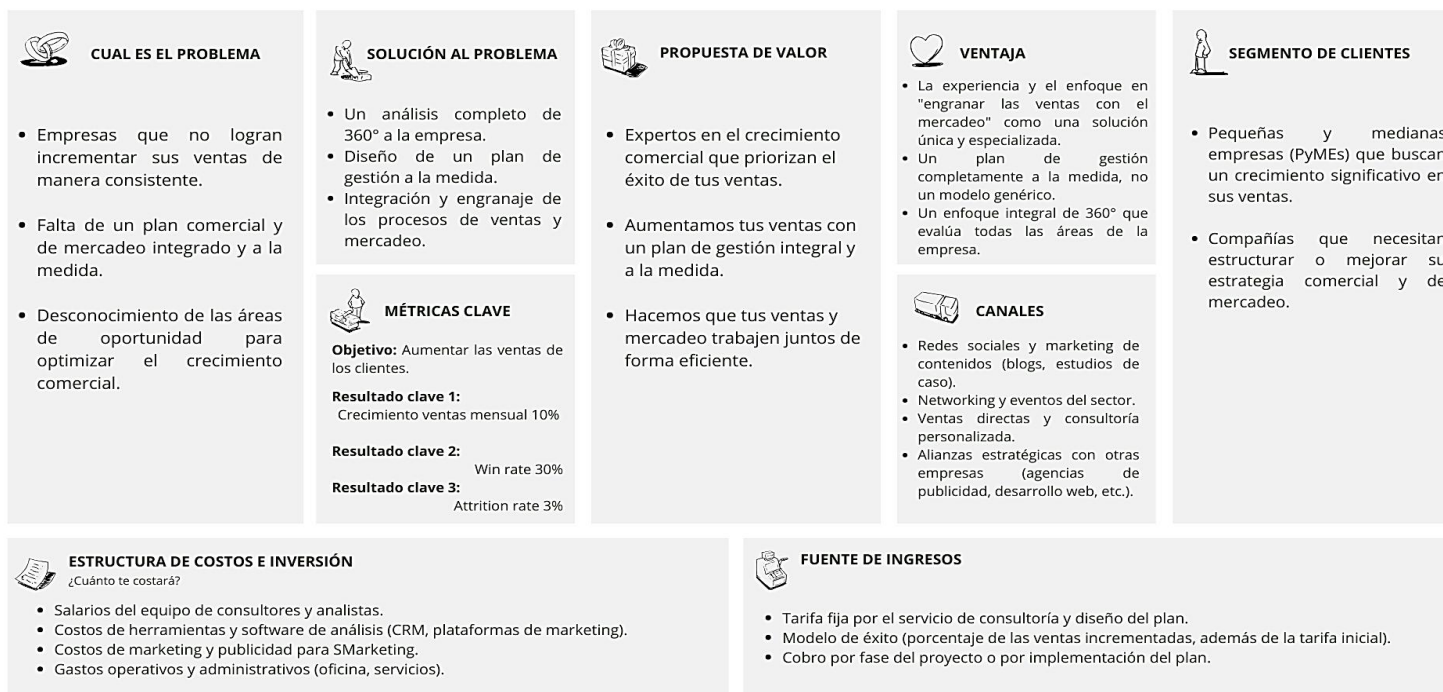 CUAL ES EL PROBLEMA
• Empresas que no logran
incrementar sus ventas de
manera consistente.
• Falta de un plan comercial y
de mercadeo integrado y a la
medida.
• Desconocimiento de las áreas
de oportunidad para
optimizar el crecimiento
comercial.
SOLUCIÓN AL PROBLEMA
• Un análisis completo de
360° a la empresa.
• Diseño de un plan de
gestión a la medida.
• Integración y engranaje de
los procesos de ventas y
mercadeo.
MÉTRICAS CLAVE
Objetivo: Aumentar las ventas de
los clientes.
Resultado clave 1:
Crecimiento ventas mensual 10%
Resultado clave 2:
Win rate 30%
Resultado clave 3:
Attrition rate 3%
PROPUESTA DE VALOR
• Expertos en el crecimiento
comercial que priorizan el
éxito de tus ventas.
• Aumentamos tus ventas con
un plan de gestión integral y
a la medida.
• Hacemos que tus ventas y
mercadeo trabajen juntos de
forma eficiente.
VENTAJA
• La experiencia y el enfoque en
"engranar las ventas con el
mercadeo" como una solución
única y especializada.
• Un plan de gestión
completamente a la medida, no
un modelo genérico.
• Un enfoque integral de 360° que
evalúa todas las áreas de la
empresa.
CANALES
• Redes sociales y marketing de
contenidos (blogs, estudios de
caso).
• Networking y eventos del sector.
• Ventas directas y consultoría
personalizada.
• Alianzas estratégicas con otras
empresas (agencias de
publicidad, desarrollo web, etc.).
SEGMENTO DE CLIENTES
• Pequeñas y medianas
empresas (PyMEs) que buscan
un crecimiento significativo en
sus ventas.
• Compañías que necesitan
estructurar o mejorar su
estrategia comercial y de
mercadeo.
ESTRUCTURA DE COSTOS E INVERSIÓN
¿Cuánto te costará?
• Salarios del equipo de consultores y analistas.
• Costos de herramientas y software de análisis (CRM, plataformas de marketing).
• Costos de marketing y publicidad para SMarketing.
• Gastos operativos y administrativos (oficina, servicios).
FUENTE DE INGRESOS
• Tarifa fija por el servicio de consultoría y diseño del plan.
• Modelo de éxito (porcentaje de las ventas incrementadas, además de la tarifa inicial).
• Cobro por fase del proyecto o por implementación del plan.